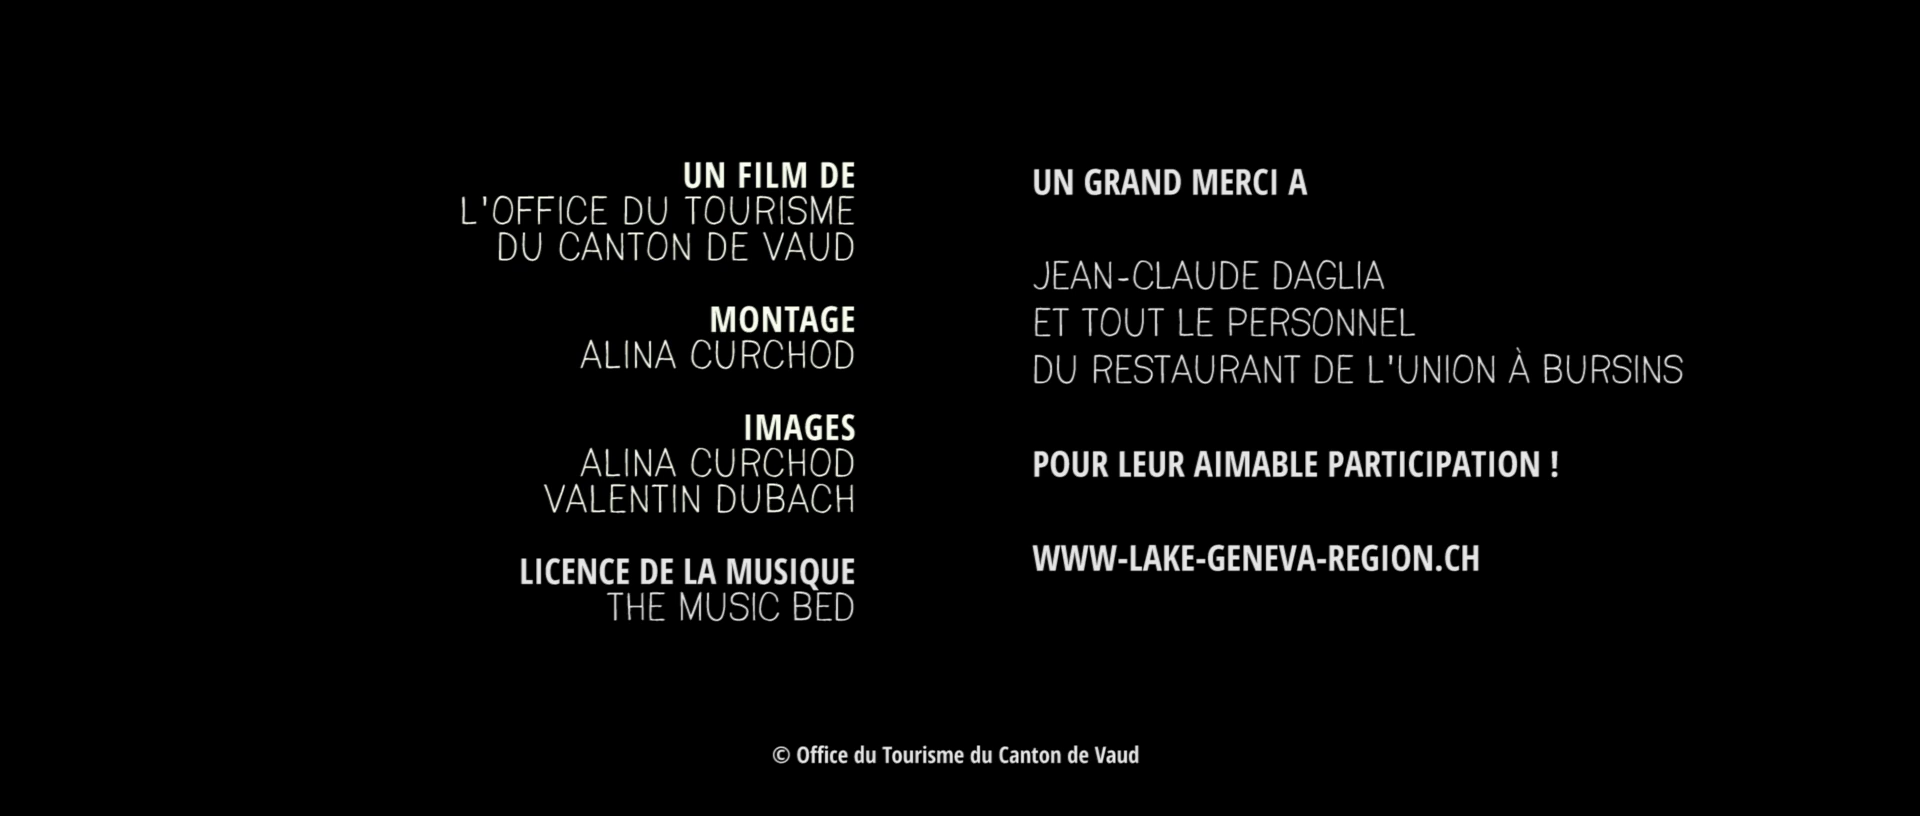 UN FILM DE
L'OFFICE DU TOURISME
DU CANTON DE VAUD
MONTAGE
ALINA CURCHOD
IMAGES
ALINA CURCHOD
VALENTIN DUBACH
LICENCE DE LA MUSIQUE
THE MUSIC BED
UN GRAND MERCI A
JEAN-CLAUDE DAGLIA
ET TOUT LE PERSONNEL
DU RESTAURANT DE L'UNION À BURSINS
POUR LEUR AIMABLE PARTICIPATION !
WWW-LAKE-GENEVA-REGION.CH
© Office du Tourisme du Canton de Vaud